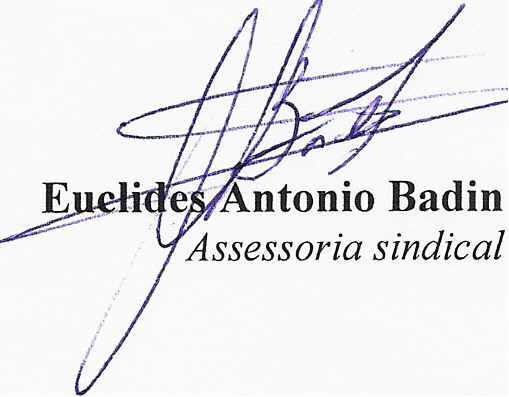 Euclides Antonio Badin
Assessoria sindical